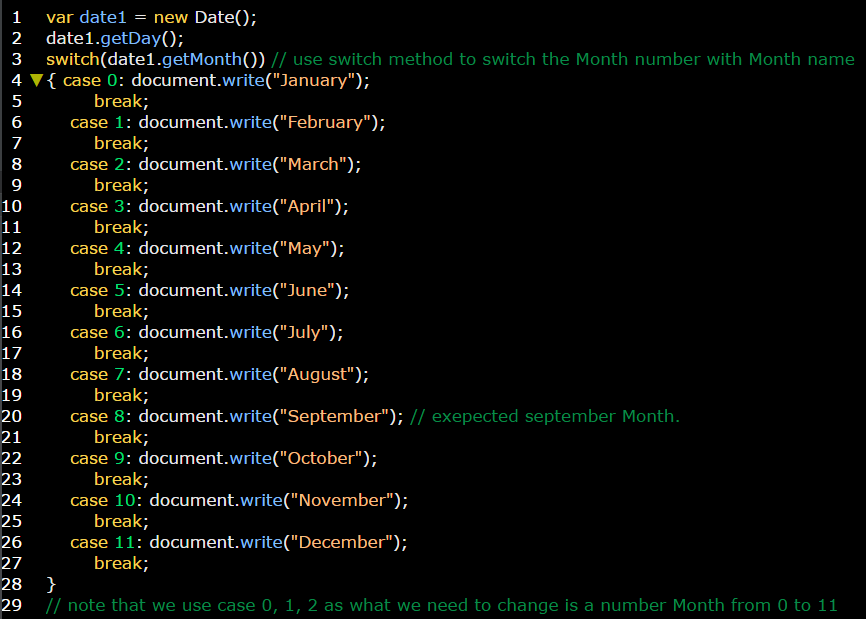 1 var date1 = new Date();
2 date1.getDay();
3 switch(date1.getMonth()) // use switch method to switch the Month number with Month name
4 ▼ { case 0: document.write("January");
5 break;
6 case 1: document.write("February");
7 break;
8 case 2: document.write("March");
9 break;
10 case 3: document.write("April");
11 break;
12 case 4: document.write("May");
13 break;
14 case 5: document.write("June");
15 break;
16 case 6: document.write("July");
17 break;
18 case 7: document.write("August");
19 break;
20 case 8: document.write("September"); // exepected september Month.
21 break;
22 case 9: document.write("October");
23 break;
24 case 10: document.write("November");
25 break;
26 case 11: document.write("December");
27 break;
28 }
29 // note that we use case 0, 1, 2 as what we need to change is a number Month from 0 to 11